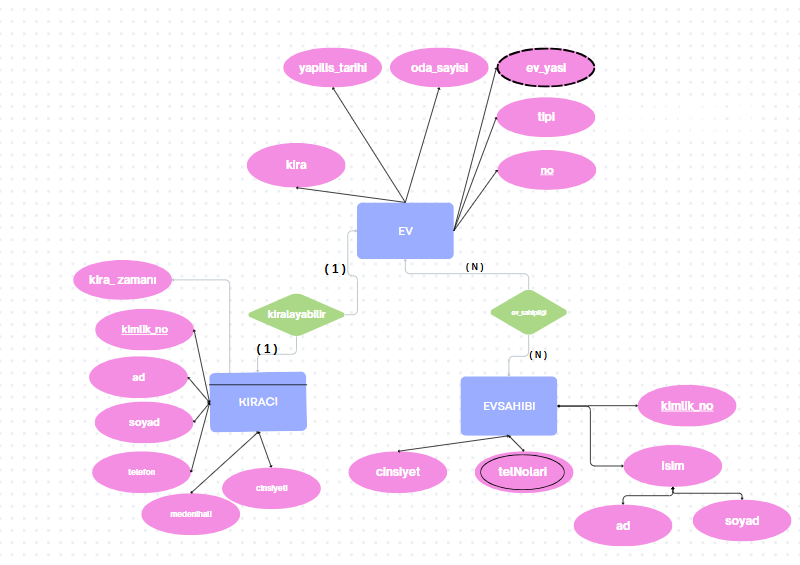 yapilis_tarihi
oda_sayisi
ev_yasi
tipi
kira
no
EV
( 1 )
( N )
kira_zamanı
kiralayabilir
ev_sahipligi
kimlik_no
( 1 )
( N )
ad
KIRACI
EVSAHIBI
kimlik_no
soyad
telefon
cinsiyeti
cinsiyet
telNolari
isim
medenihali
ad
soyad